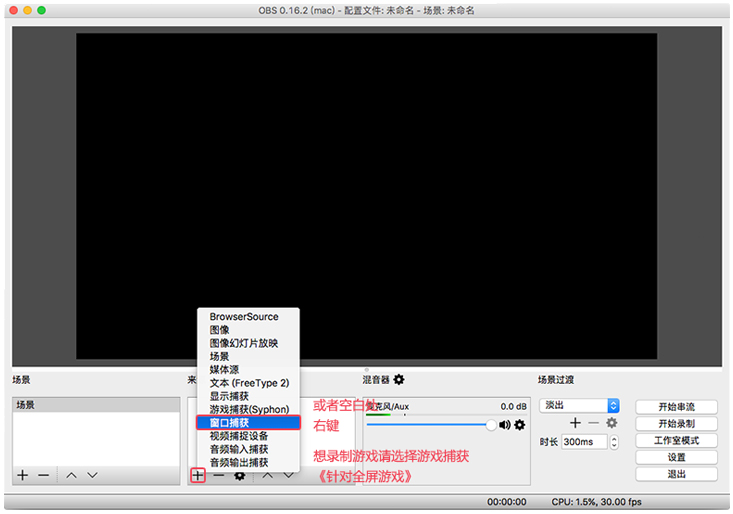 OBS 0.16.2 (mac) - 配置文件: 未命名 - 场景: 未命名
场景
来
混音器
场景过渡
场景
BrowserSource
图像
图像幻灯片放映
场景
媒体源
文本 (FreeType 2)
显示捕获
游戏捕获(Syphon)
窗口捕获
视频捕捉设备
音频输入捕获
音频输出捕获
或者空白处
右键
想录制游戏请选择游戏捕获
《针对全屏游戏》
麦克风/Aux
0.0 dB
淡出
时长 300ms
开始串流
开始录制
工作室模式
设置
退出
00:00:00
CPU: 1.5%, 30.00 fps